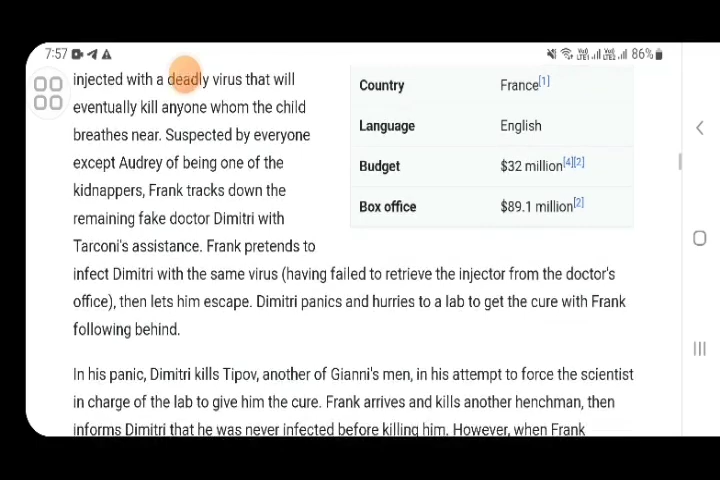 7:57 86%
injected with a deadly virus that will
eventually kill anyone whom the child
breathes near. Suspected by everyone
except Audrey of being one of the
kidnappers, Frank tracks down the
remaining fake doctor Dimitri with
Tarconi's assistance. Frank pretends to
infect Dimitri with the same virus (having failed to retrieve the injector from the doctor's
office), then lets him escape. Dimitri panics and hurries to a lab to get the cure with Frank
following behind.
Country France[1]
Language English
Budget $32 million[4][2]
Box office $89.1 million[2]
In his panic, Dimitri kills Tipov, another of Gianni's men, in his attempt to force the scientist
in charge of the lab to give him the cure. Frank arrives and kills another henchman, then
informs Dimitri that he was never infected before killing him. However, when Frank